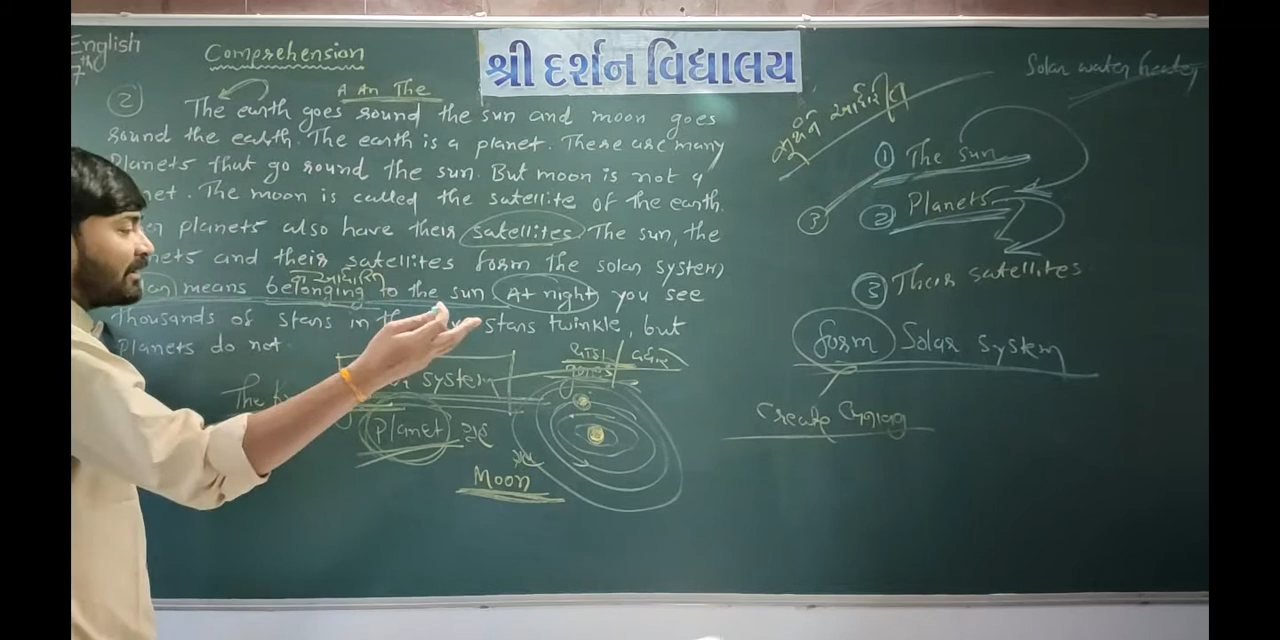 English
7th
Comprehension
શ્રી દર્શન વિદ્યાલય
Solar water heater
A An The
2
The earth goes round the sun and moon goes
round the earth. The earth is a planet. There are many
Planets that go round the sun. But moon is not a
The moon is called the satellite of the earth.
planets also have their satellites. The sun, the
and their satellites form the solar system,
means belonging to the sun. At night you see
thousands of stars in stars twinkle, but
Planets do not
system
Planet ગ્રહ
Moon
1 The sun
2 Planets
3
3 Their satellites
form Solar system
Create બનાવવું